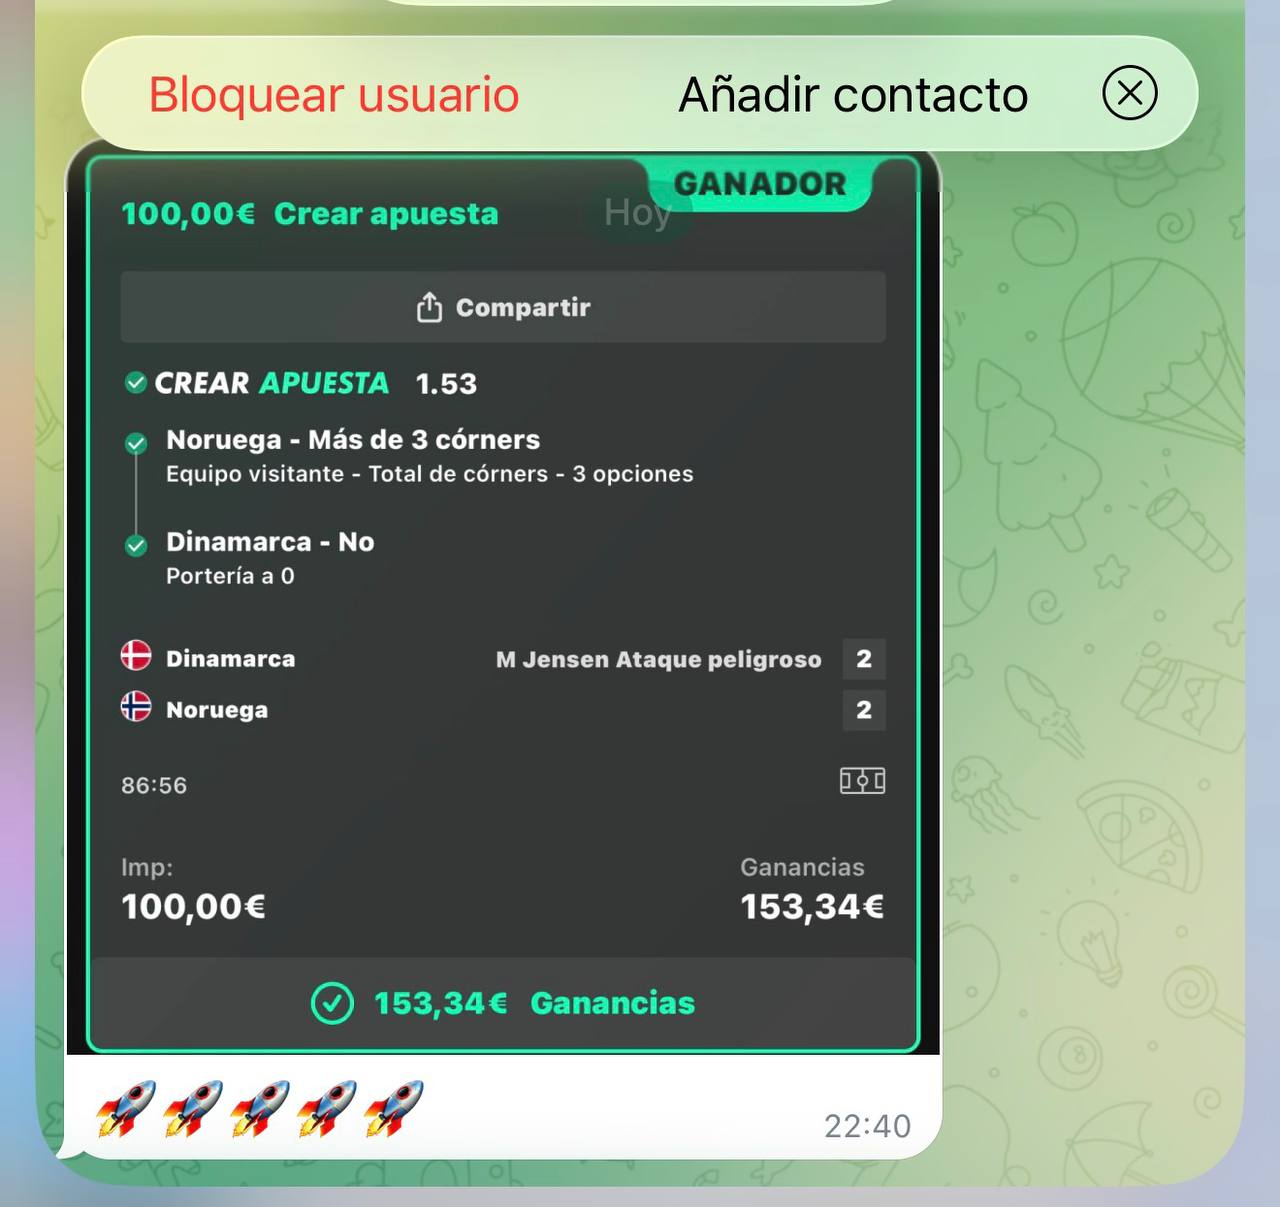 Bloquear usuario Añadir contacto
GANADOR
100,00€ Crear apuesta Hoy
Compartir
CREAR APUESTA 1.53
Noruega - Más de 3 córners
Equipo visitante - Total de córners - 3 opciones
Dinamarca - No
Portería a 0
Dinamarca M Jensen Ataque peligroso 2
Noruega 2
86:56
Imp: Ganancias
100,00€ 153,34€
153,34€ Ganancias
🚀🚀🚀🚀🚀
22:40
8